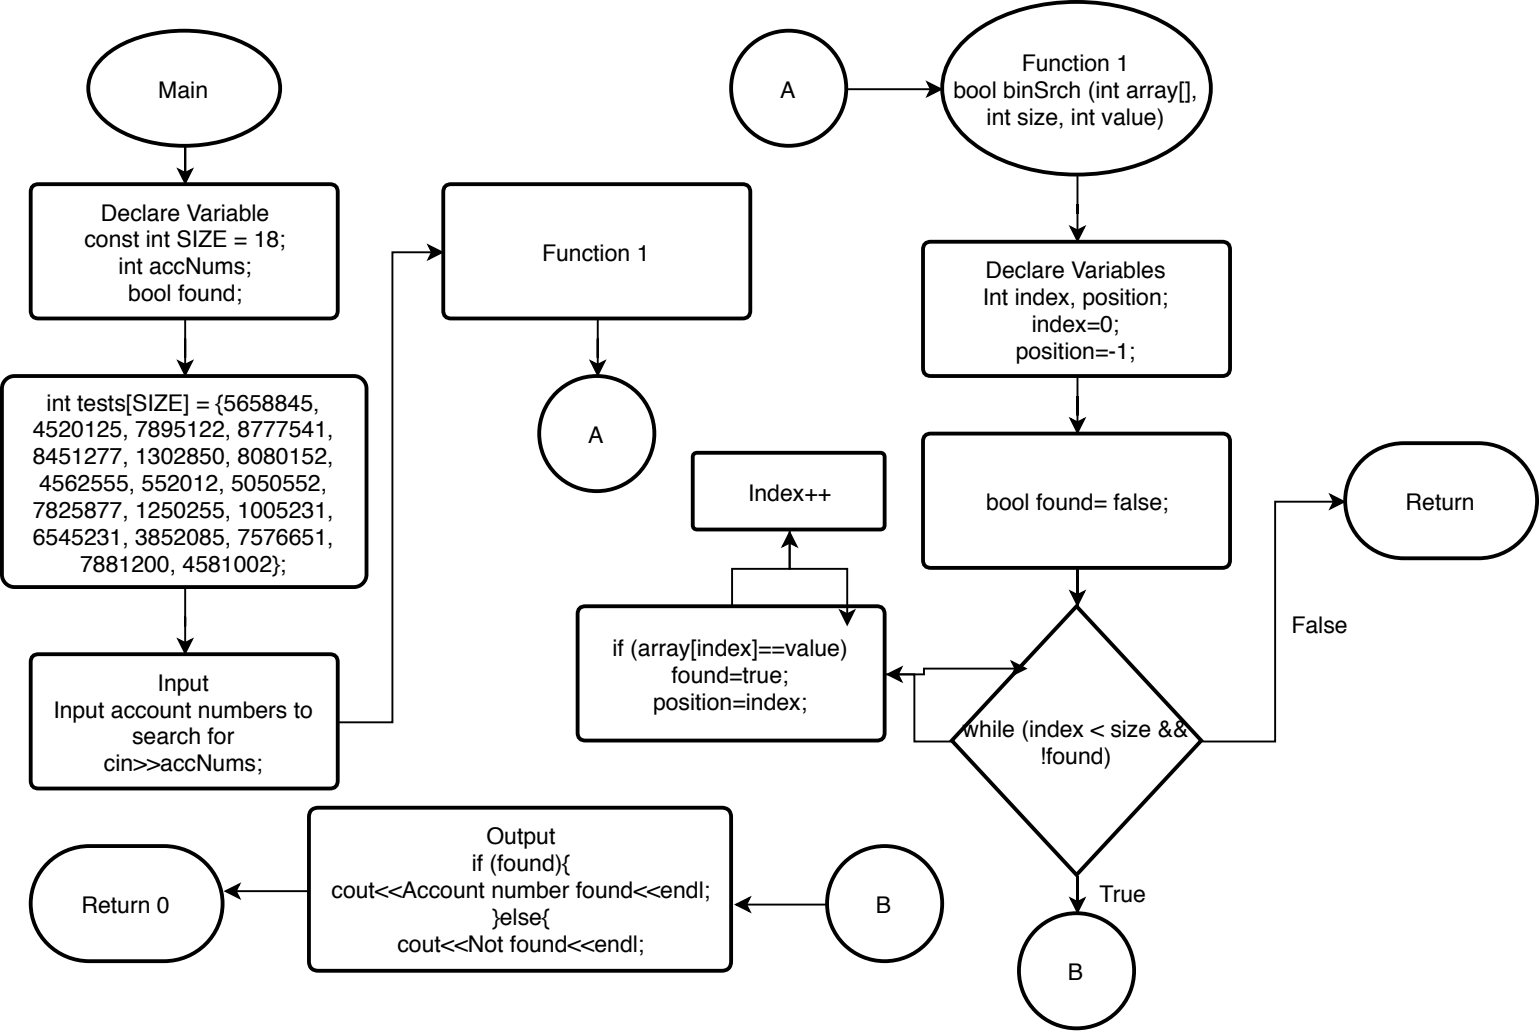 Main
Declare Variable
const int SIZE = 18;
int accNums;
bool found;
int tests[SIZE] = {5658845,
4520125, 7895122, 8777541,
8451277, 1302850, 8080152,
4562555, 552012, 5050552,
7825877, 1250255, 1005231,
6545231, 3852085, 7576651,
7881200, 4581002};
Input
Input account numbers to
search for
cin>>accNums;
Function 1
A
A
Function 1
bool binSrch (int array[],
int size, int value)
Declare Variables
Int index, position;
index=0;
position=-1;
bool found= false;
while (index < size &&
!found)
Index++
if (array[index]==value)
found=true;
position=index;
False
Return
True
B
B
Output
if (found){
cout<<Account number found<<endl;
}else{
cout<<Not found<<endl;
Return 0